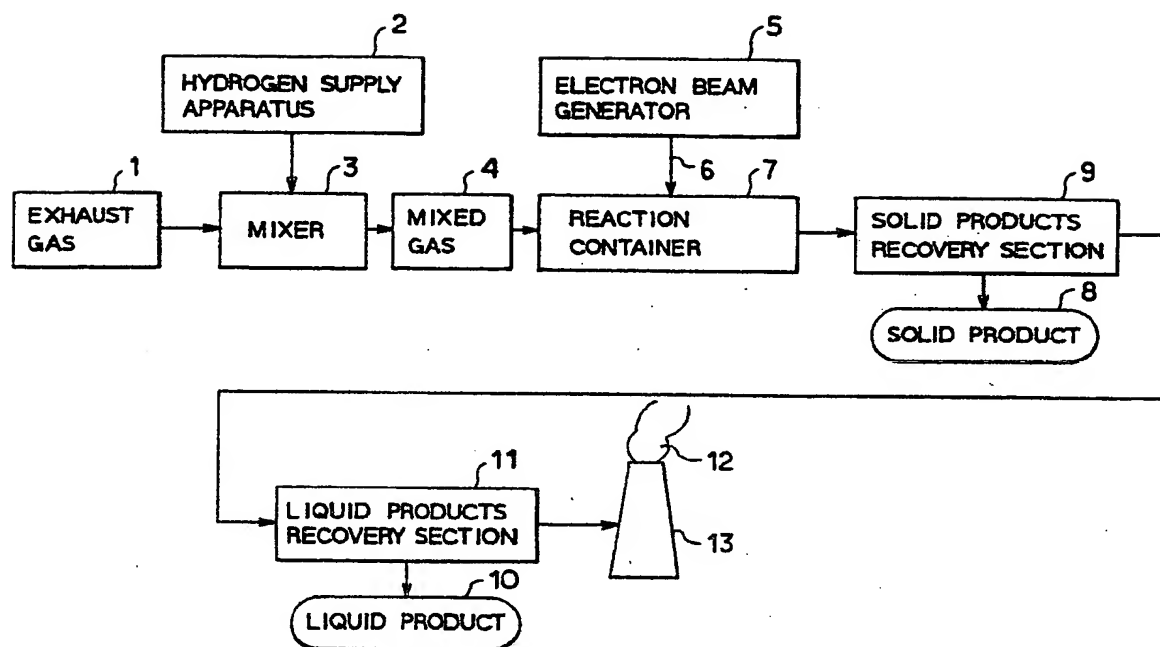 2
HYDROGEN SUPPLY
APPARATUS
5
ELECTRON BEAM
GENERATOR
1
EXHAUST
GAS
3
MIXER
4
MIXED
GAS
6
7
REACTION
CONTAINER
9
SOLID PRODUCTS
RECOVERY SECTION
8
SOLID PRODUCT
11
LIQUID PRODUCTS
RECOVERY SECTION
12
13
10
LIQUID PRODUCT